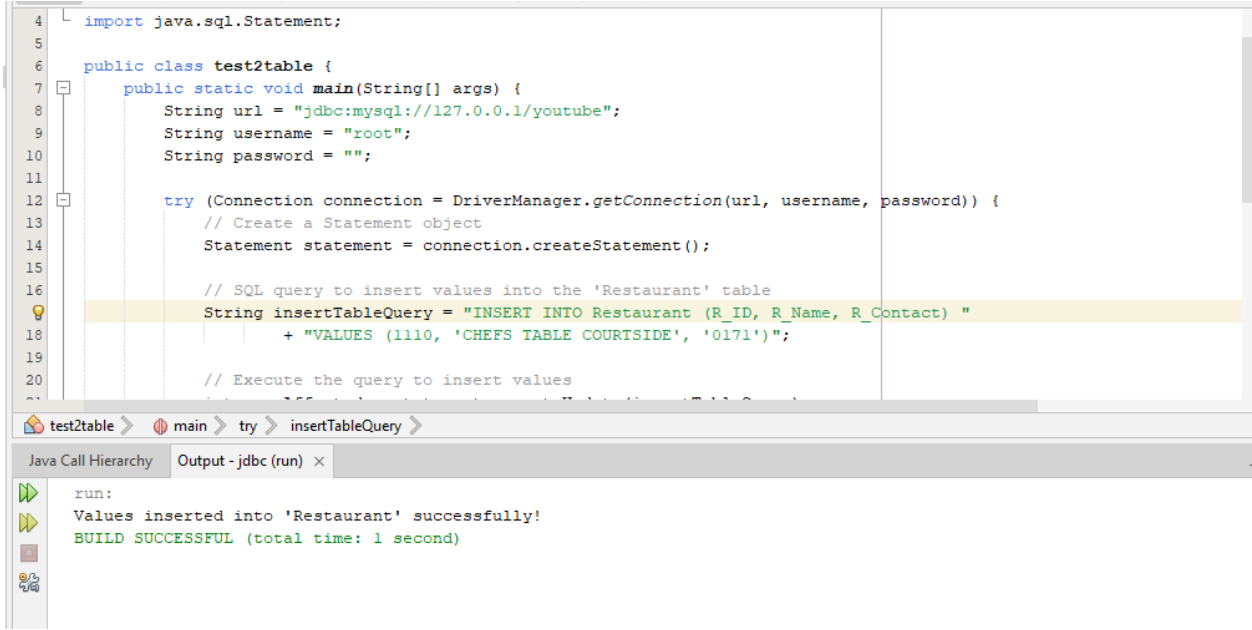 4 import java.sql.Statement;
5
6 public class test2table {
7 public static void main(String[] args) {
8 String url = "jdbc:mysql://127.0.0.1/youtube";
9 String username = "root";
10 String password = "";
11
12 try (Connection connection = DriverManager.getConnection(url, username, password)) {
13 // Create a Statement object
14 Statement statement = connection.createStatement();
15
16 // SQL query to insert values into the 'Restaurant' table
String insertTableQuery = "INSERT INTO Restaurant (R_ID, R_Name, R_Contact) "
18 + "VALUES (1110, 'CHEFS TABLE COURTSIDE', '0171')";
19
20 // Execute the query to insert values
test2table main try insertTableQuery
Java Call Hierarchy Output - jdbc (run) ×
run:
Values inserted into 'Restaurant' successfully!
BUILD SUCCESSFUL (total time: 1 second)